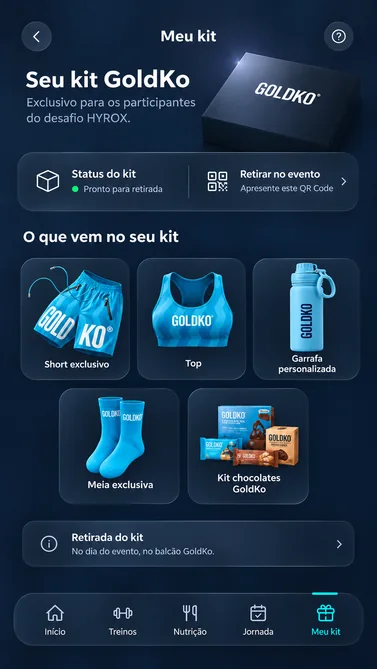 Meu kit
Seu kit GoldKo
Exclusivo para os participantes
do desafio HYROX.
GOLDKO®
Status do kit
Pronto para retirada
Retirar no evento
Apresente este QR Code
O que vem no seu kit
GOLD KO®
Short exclusivo
GOLDKO
Top
GOLDKO
Garrafa
personalizada
GOLDKO
GOLDKO
Meia exclusiva
GOLDKO
GOLDKO
GOLDKO
GOLDKO
Kit chocolates
GoldKo
Retirada do kit
No dia do evento, no balcão GoldKo.
Início
Treinos
Nutrição
Jornada
Meu kit